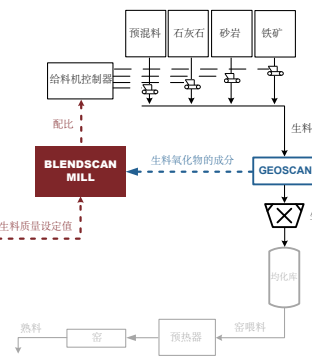 预混料
石灰石
砂岩
铁矿
给料机控制器
配比
生料
BLENDSCAN
MILL
生料氧化物的成分
GEOSCAN
生料质量设定值
均化库
熟料
窑
预热器
窑喂料